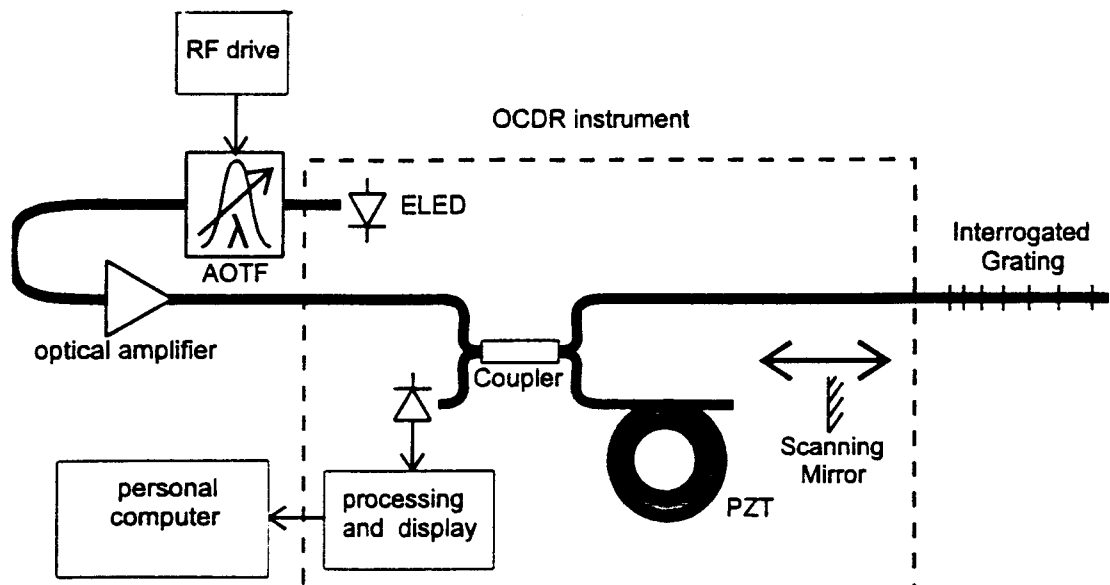 RF drive
OCDR instrument
λ
ELED
AOTF
Interrogated
Grating
optical amplifier
Coupler
Scanning
Mirror
PZT
personal
computer
processing
and display